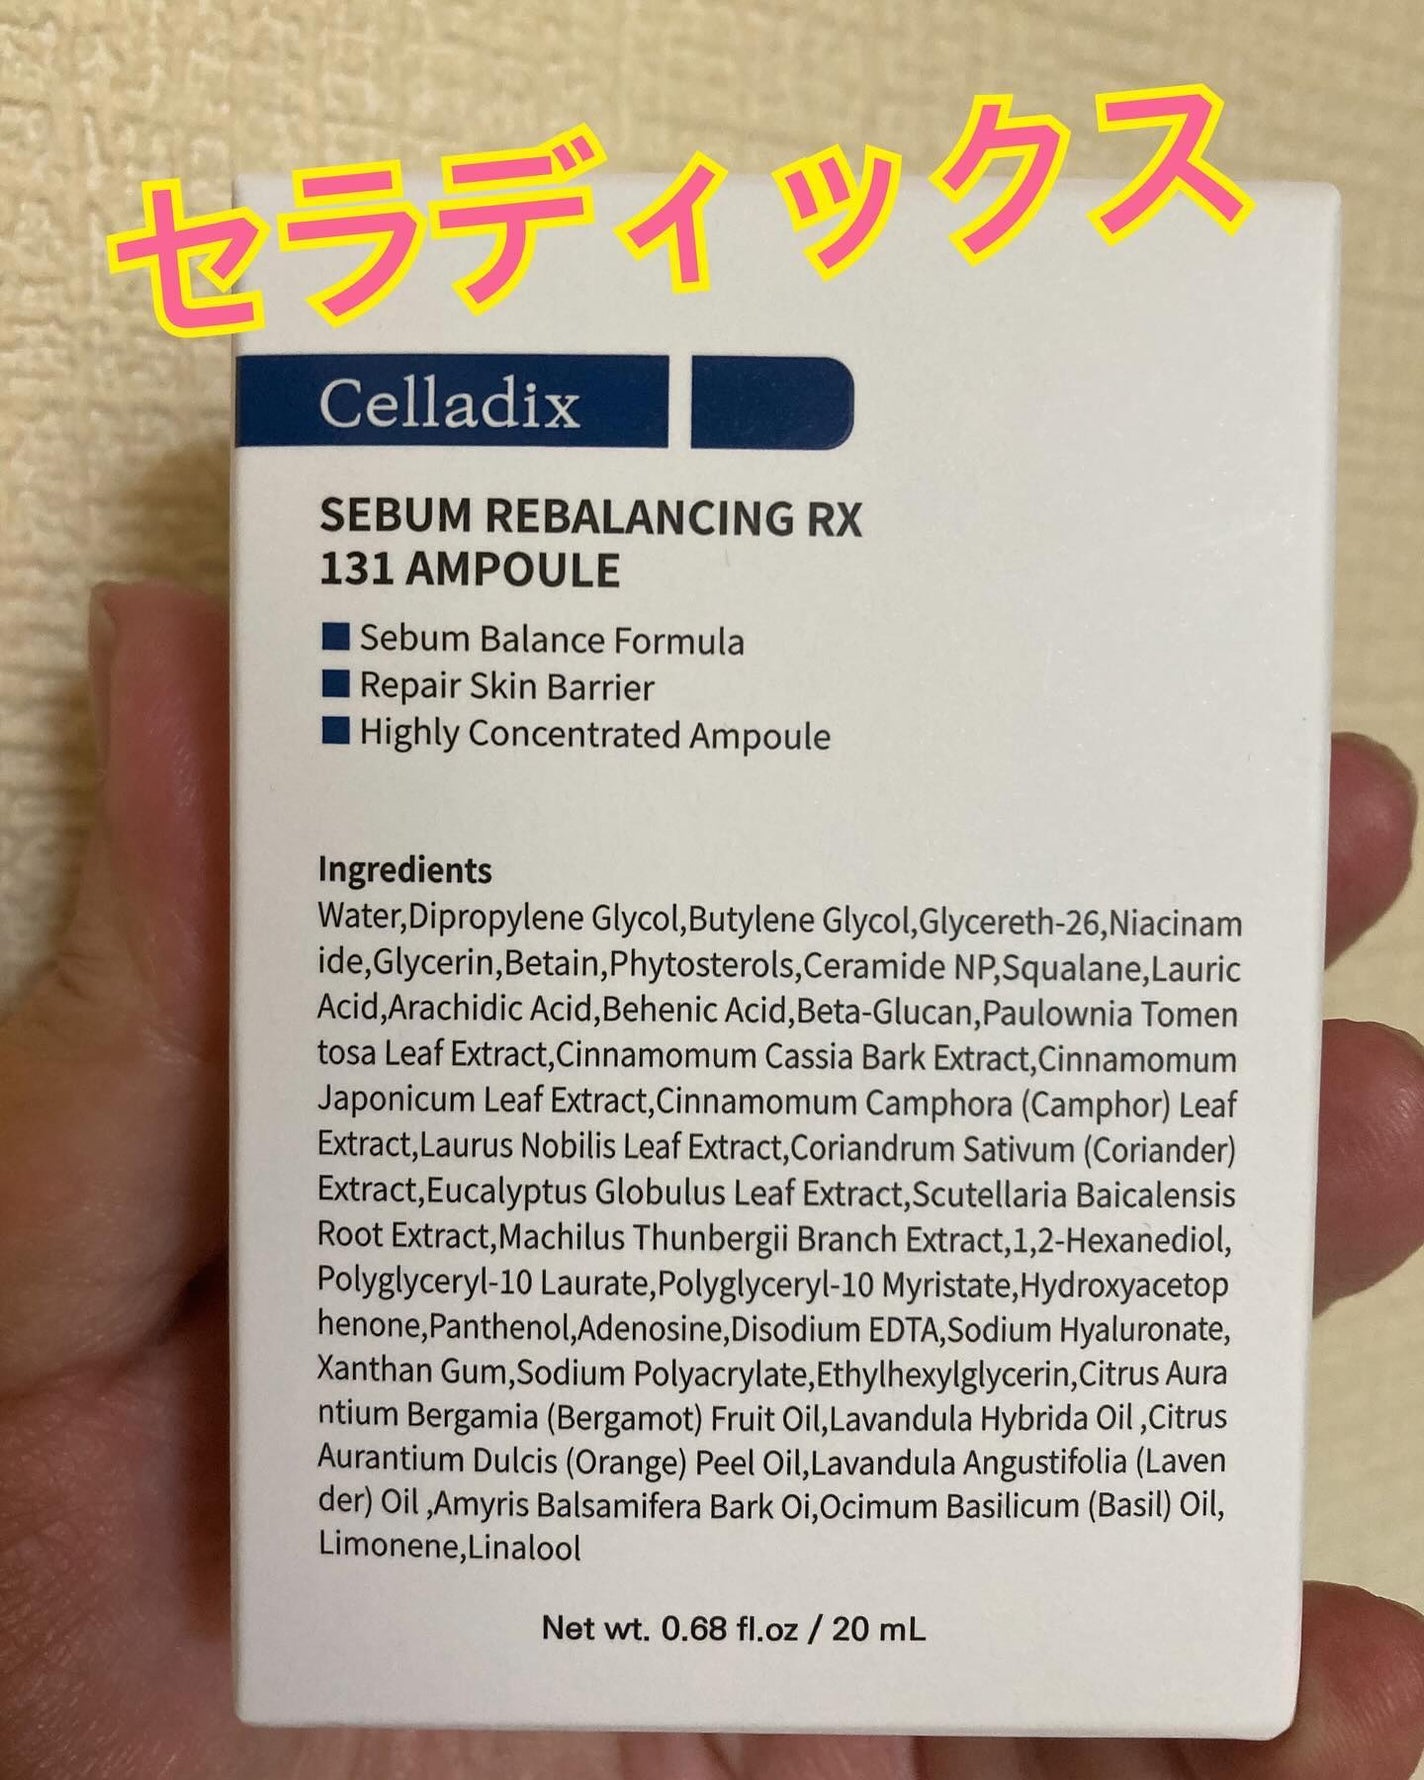 セラディックス
Celladix
SEBUM REBALANCING RX
131 AMPOULE
■ Sebum Balance Formula
■ Repair Skin Barrier
■ Highly Concentrated Ampoule
Ingredients
Water,Dipropylene Glycol,Butylene Glycol,Glycereth-26,Niacinam
ide,Glycerin,Betain,Phytosterols,Ceramide NP,Squalane,Lauric
Acid,Arachidic Acid,Behenic Acid,Beta-Glucan,Paulownia Tomen
tosa Leaf Extract,Cinnamomum Cassia Bark Extract,Cinnamomum
Japonicum Leaf Extract,Cinnamomum Camphora (Camphor) Leaf
Extract,Laurus Nobilis Leaf Extract,Coriandrum Sativum (Coriander)
Extract,Eucalyptus Globulus Leaf Extract,Scutellaria Baicalensis
Root Extract,Machilus Thunbergii Branch Extract,1,2-Hexanediol,
Polyglyceryl-10 Laurate,Polyglyceryl-10 Myristate,Hydroxyacetop
henone,Panthenol,Adenosine,Disodium EDTA,Sodium Hyaluronate,
Xanthan Gum,Sodium Polyacrylate,Ethylhexylglycerin,Citrus Aura
ntium Bergamia (Bergamot) Fruit Oil,Lavandula Hybrida Oil ,Citrus
Aurantium Dulcis (Orange) Peel Oil,Lavandula Angustifolia (Laven
der) Oil ,Amyris Balsamifera Bark Oi,Ocimum Basilicum (Basil) Oil,
Limonene,Linalool
Net wt. 0.68 fl.oz / 20 mL